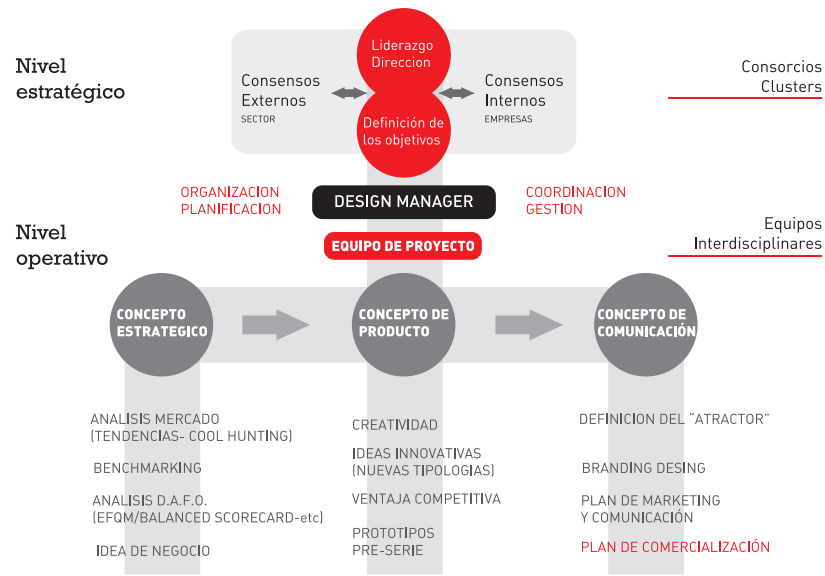 Nivel
estratégico
Liderazgo
Direccion
Consensos
Externos
SECTOR
Consensos
Internos
EMPRESAS
Definición de
los objetivos
Consorcios
Clusters
ORGANIZACION
PLANIFICACION
DESIGN MANAGER
COORDINACION
GESTION
Nivel
operativo
EQUIPO DE PROYECTO
Equipos
Interdisciplinares
CONCEPTO
ESTRATEGICO
CONCEPTO DE
PRODUCTO
CONCEPTO DE
COMUNICACIÓN
ANALISIS MERCADO
(TENDENCIAS- COOL HUNTING)
BENCHMARKING
ANALISIS D.A.F.O.
(EFQM/BALANCED SCORECARD-etc)
IDEA DE NEGOCIO
CREATIVIDAD
IDEAS INNOVATIVAS
(NUEVAS TIPOLOGIAS)
VENTAJA COMPETITIVA
PROTOTIPOS
PRE-SERIE
DEFINICION DEL ¨ATRACTOR”
BRANDING DESING
PLAN DE MARKETING
Y COMUNICACIÓN
PLAN DE COMERCIALIZACIÓN